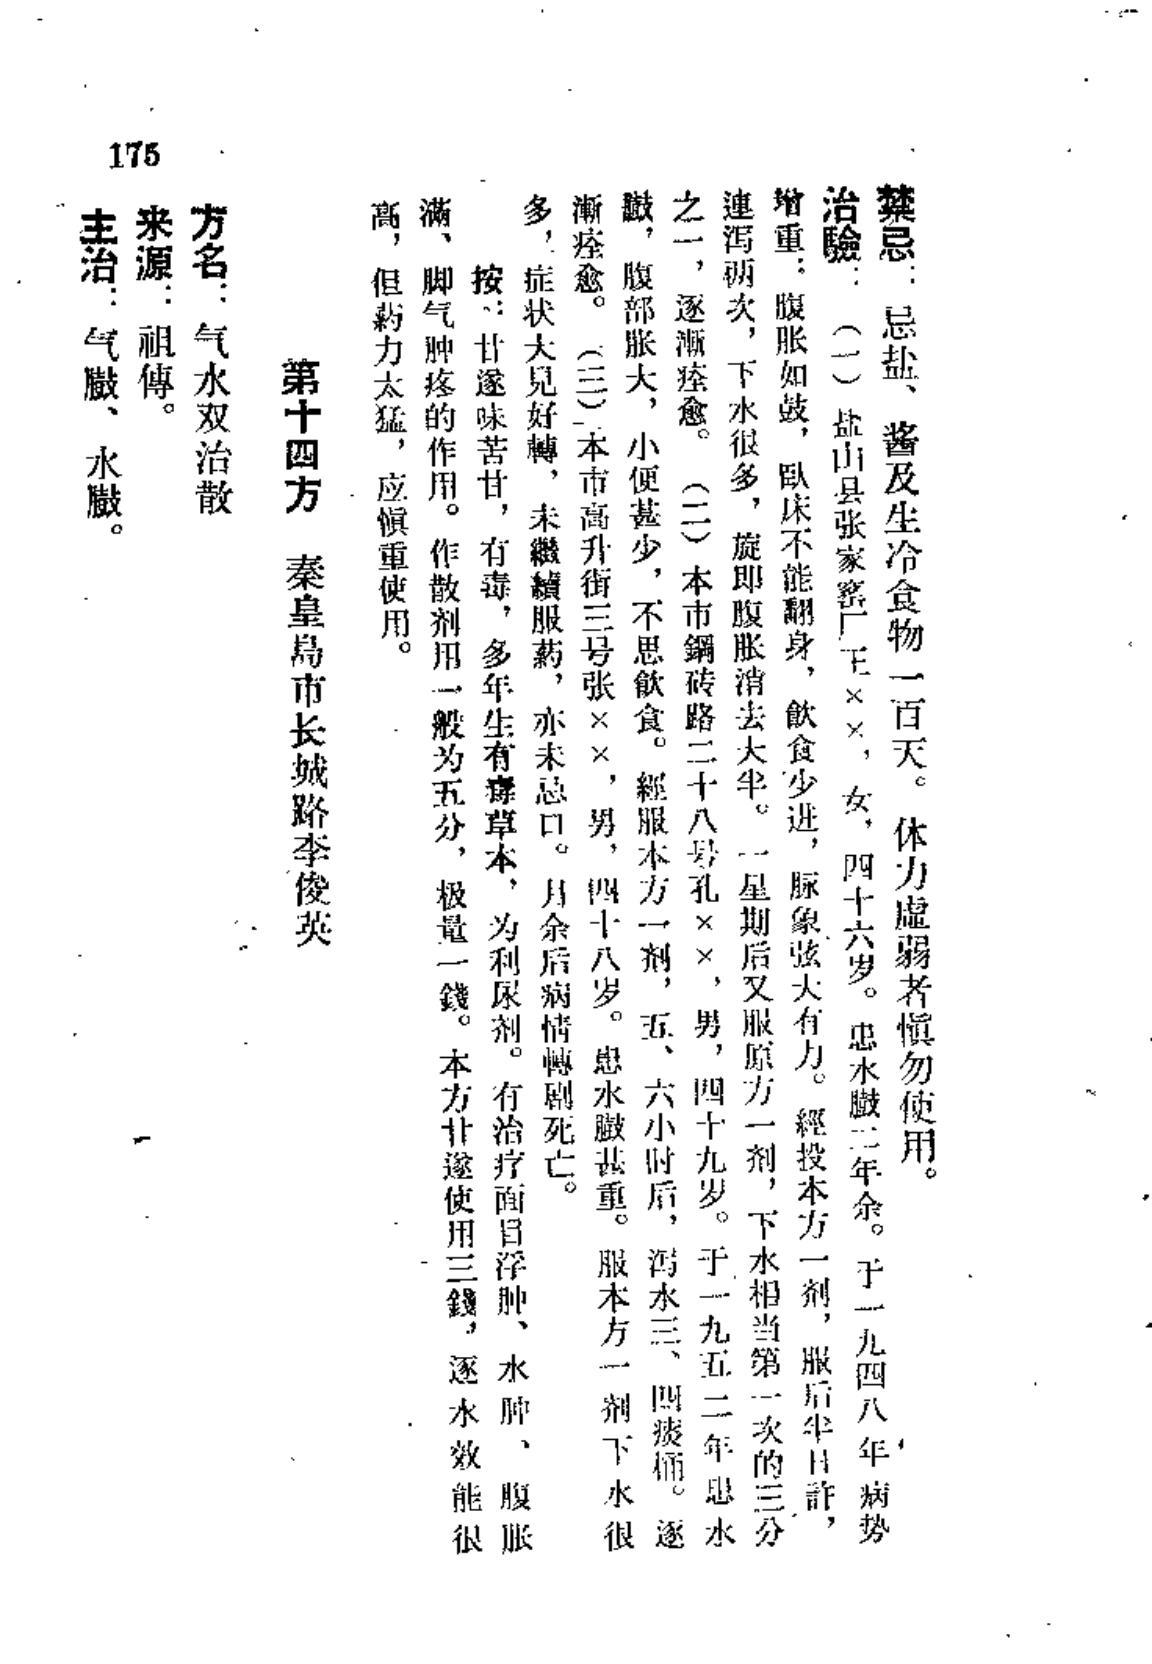 禁忌：忌盐、酱及生冷食物一百天。体力虚弱者慎勿使用。
治驗：（一）盐山县张家窑厂王××，女，四十六岁。患水臌二年余。于一九四八年病势
增重：腹胀如鼓，臥床不能翻身，飲食少进，脉象弦大有力。經投本方一剂，服后半日許，
連泻两次，下水很多，旋即腹胀消去大半。一星期后又服原方一剂，下水相当第一次的三分
之一，逐漸痊愈。（二）本市鋼砖路二十八号孔××，男，四十九岁。于一九五二年患水
臌，腹部胀大，小便甚少，不思飲食。經服本方一剂，五、六小时后，泻水三、四痰桶。逐
漸痊愈。（三）本市高升街三号张××，男，四十八岁。患水臌甚重。服本方一剂下水很
多，症状大見好轉，未繼續服药，亦未忌口。月余后病情轉剧死亡。
按：甘遂味苦甘，有毒，多年生有毒草本，为利尿剂。有治疗面目浮肿、水肿、腹胀
滿、脚气肿疼的作用。作散剂用一般为五分，极量一錢。本方甘遂使用三錢，逐水效能很
高，但药力太猛，应慎重使用。
第十四方　秦皇島市长城路李俊英
方名：气水双治散
来源：祖傳。
主治：气臌、水臌。
175